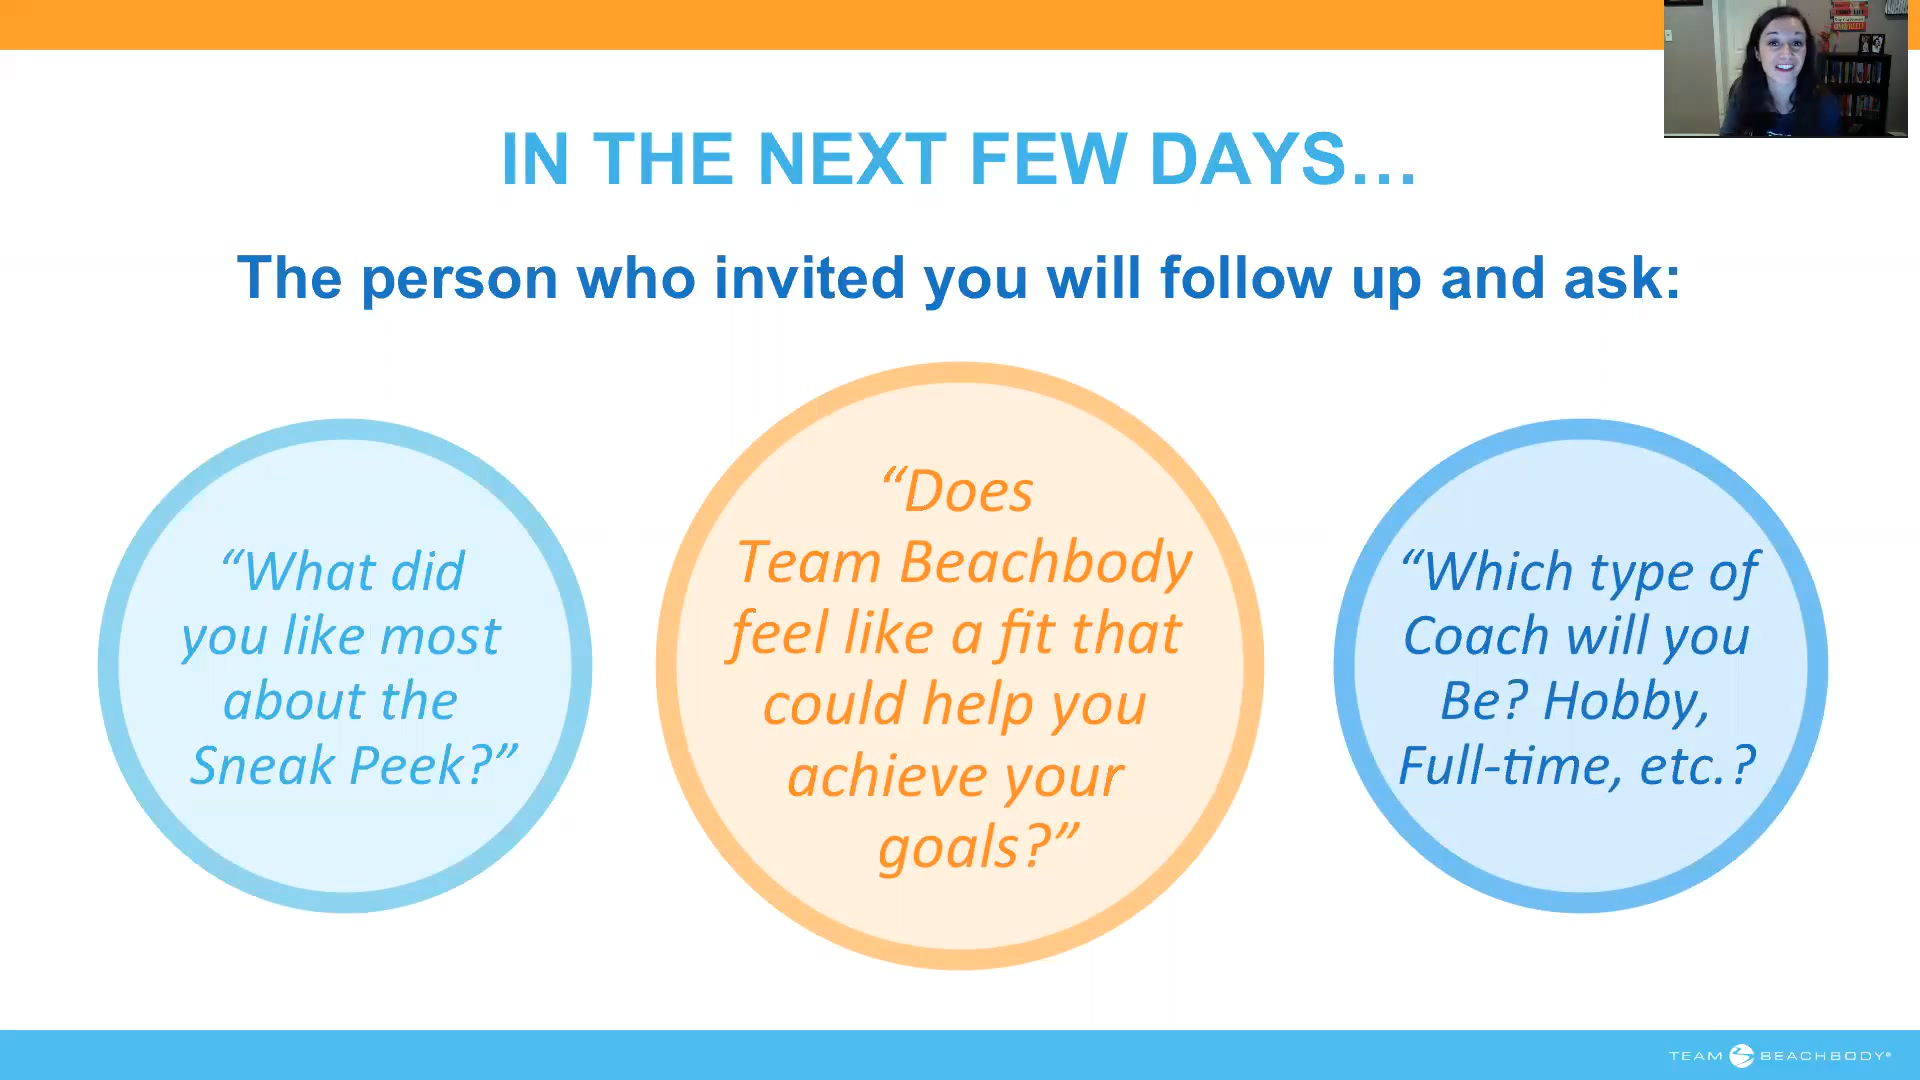 IN THE NEXT FEW DAYS…
The person who invited you will follow up and ask:
“What did
you like most
about the
Sneak Peek?”
“Does
Team Beachbody
feel like a fit that
could help you
achieve your
goals?”
“Which type of
Coach will you
Be? Hobby,
Full-time, etc.?
TEAM BEACHBODY®